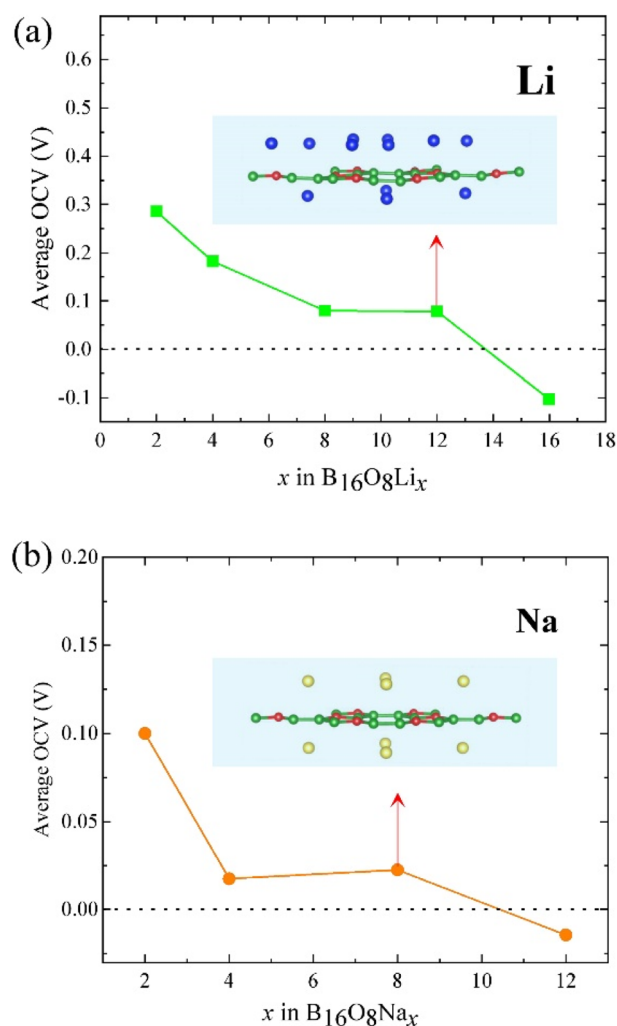 (a)
Li
Average OCV (V)
0.6
0.5
0.4
0.3
0.2
0.1
0.0
-0.1
0 2 4 6 8 10 12 14 16 18
x in B₁₆O₈Liₓ
(b)
Na
Average OCV (V)
0.20
0.15
0.10
0.05
0.00
2 4 6 8 10 12
x in B₁₆O₈Naₓ